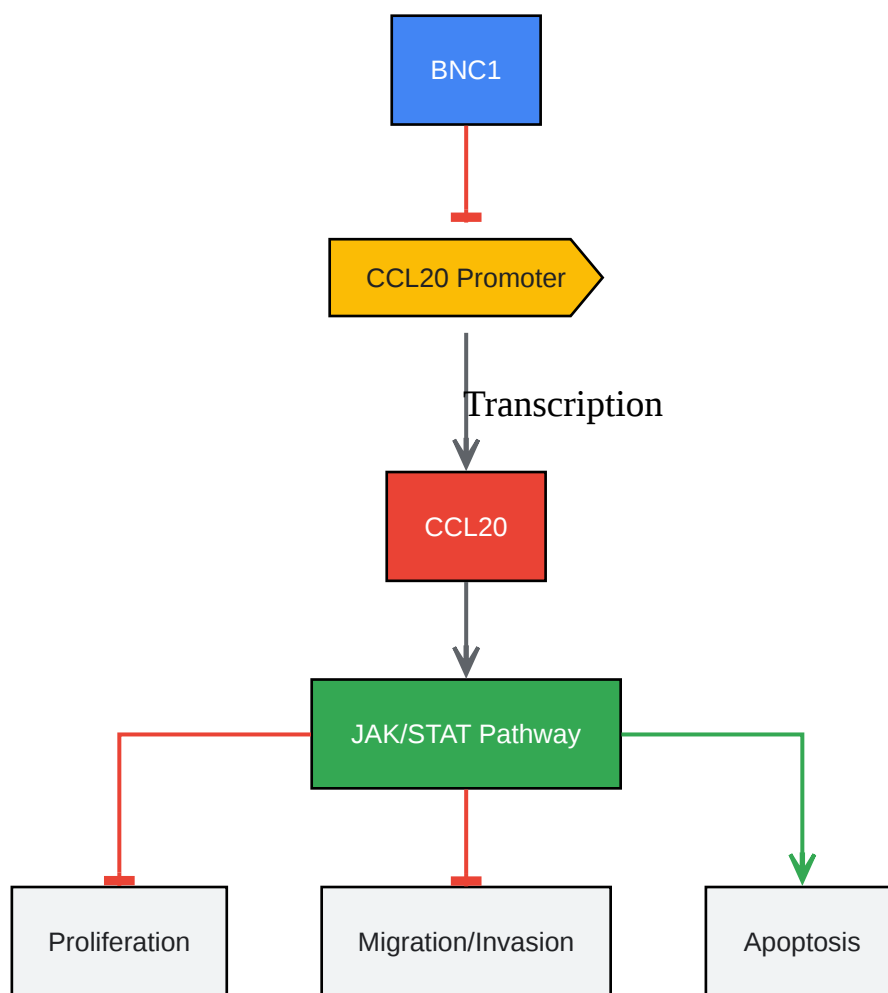 BNC1
CCL20 Promoter
Transcription
CCL20
JAK/STAT Pathway
Proliferation
Migration/Invasion
Apoptosis